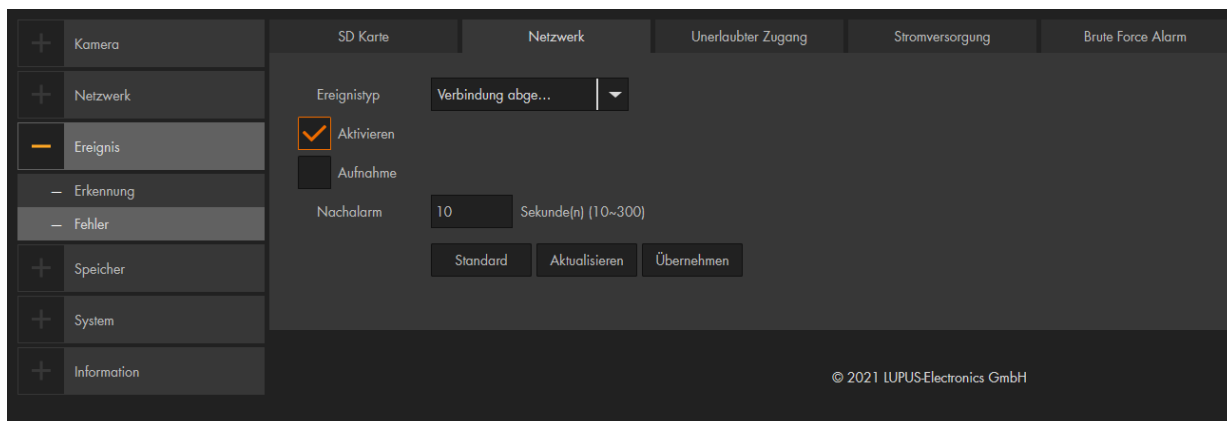 Kamera
Netzwerk
Ereignis
Erkennung
Fehler
Speicher
System
Information
SD Karte
Netzwerk
Unerlaubter Zugang
Stromversorgung
Brute Force Alarm
Ereignistyp
Verbindung abge...
Aktivieren
Aufnahme
Nachalarm
10
Sekunde(n) (10~300)
Standard
Aktualisieren
Übernehmen
© 2021 LUPUS-Electronics GmbH